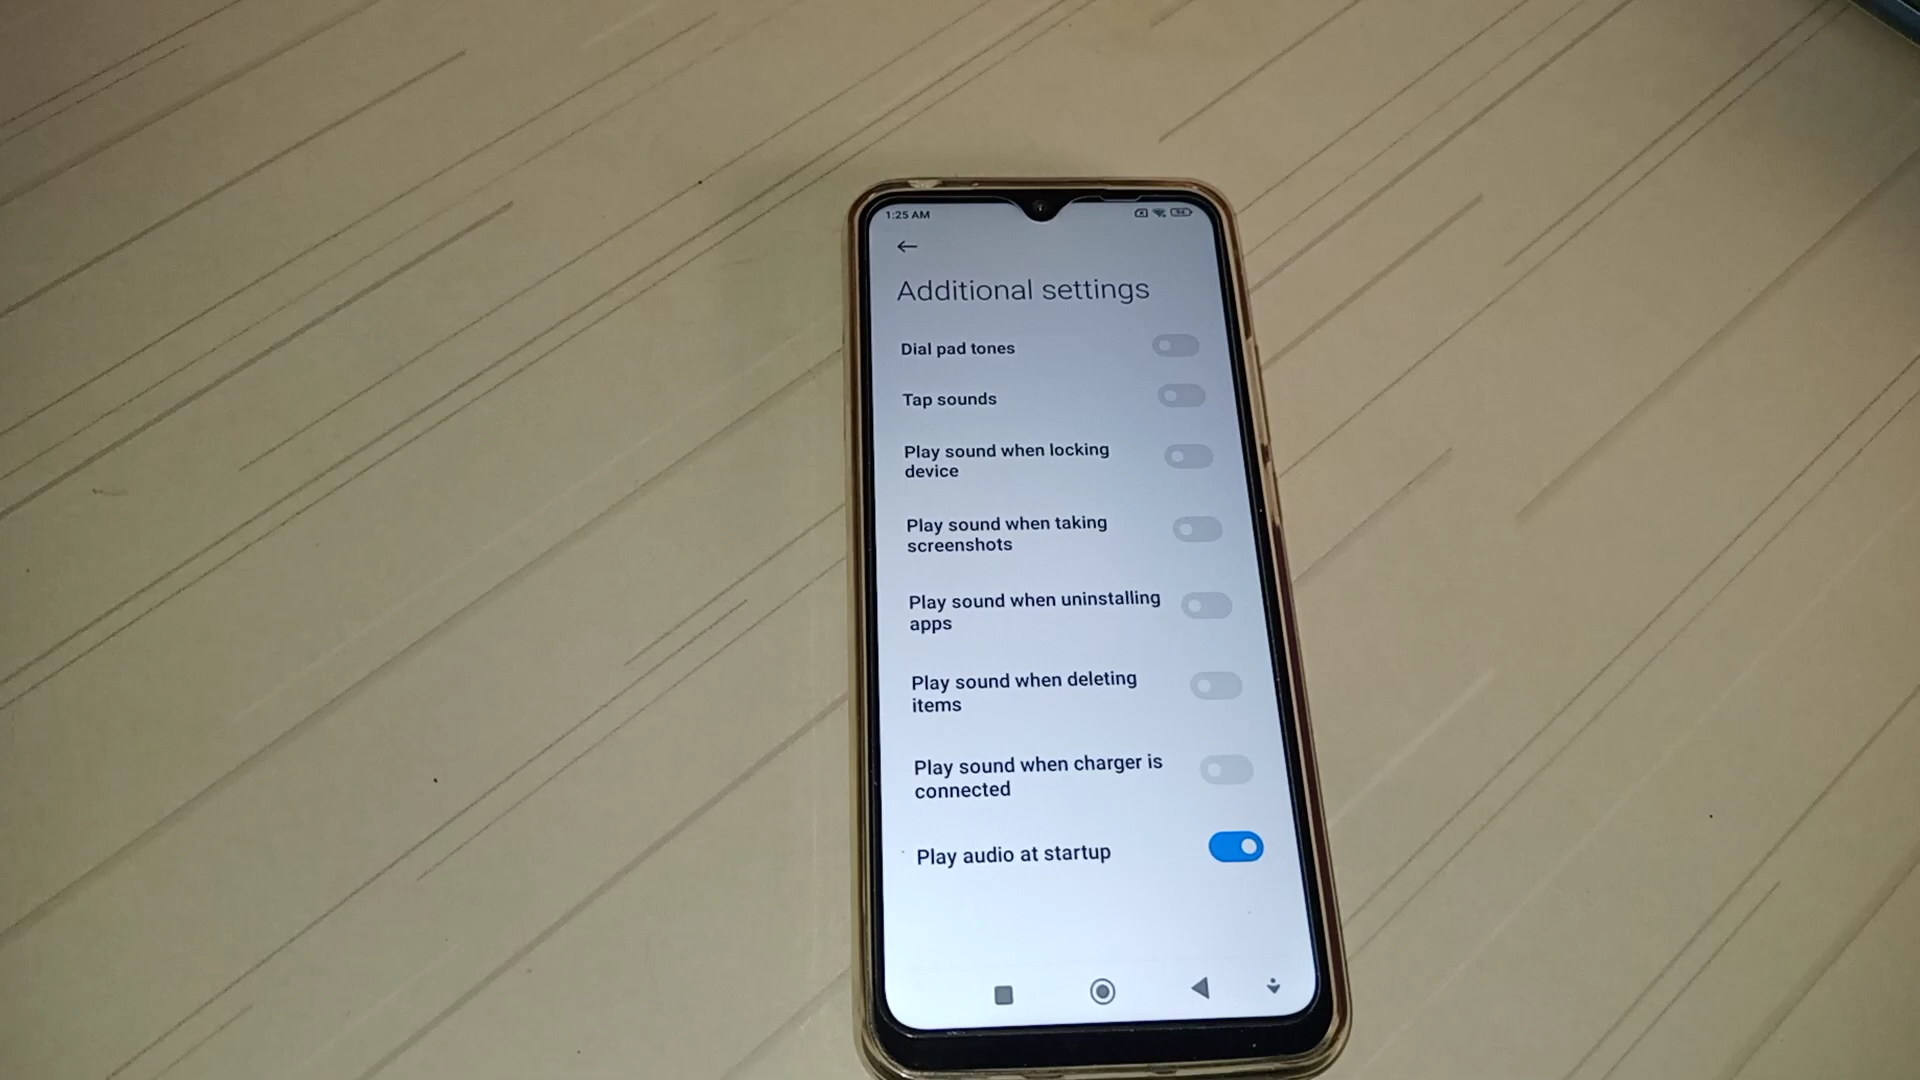 1:25 AM
Additional settings
Dial pad tones
Tap sounds
Play sound when locking
device
Play sound when taking
screenshots
Play sound when uninstalling
apps
Play sound when deleting
items
Play sound when charger is
connected
Play audio at startup